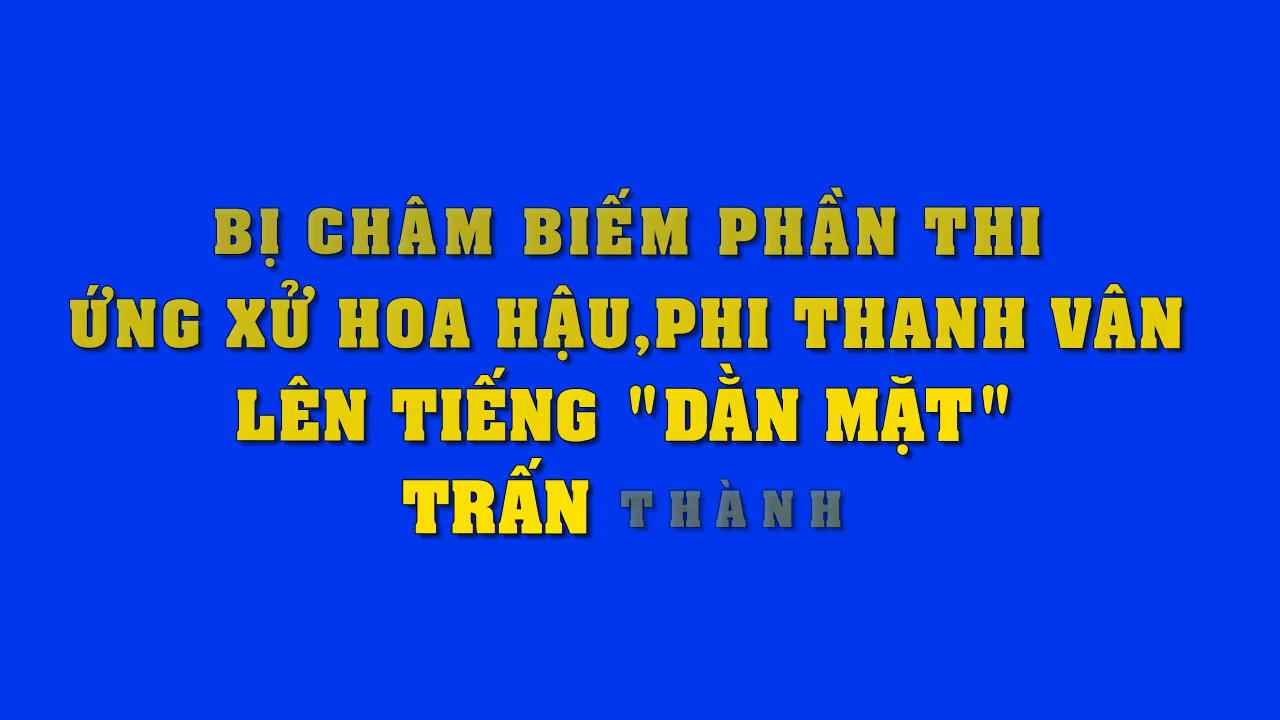 BỊ CHÂM BIẾM PHẦN THI
ỨNG XỬ HOA HẬU,PHI THANH VÂN
LÊN TIẾNG "DẰN MẶT"
TRẤN THÀNH